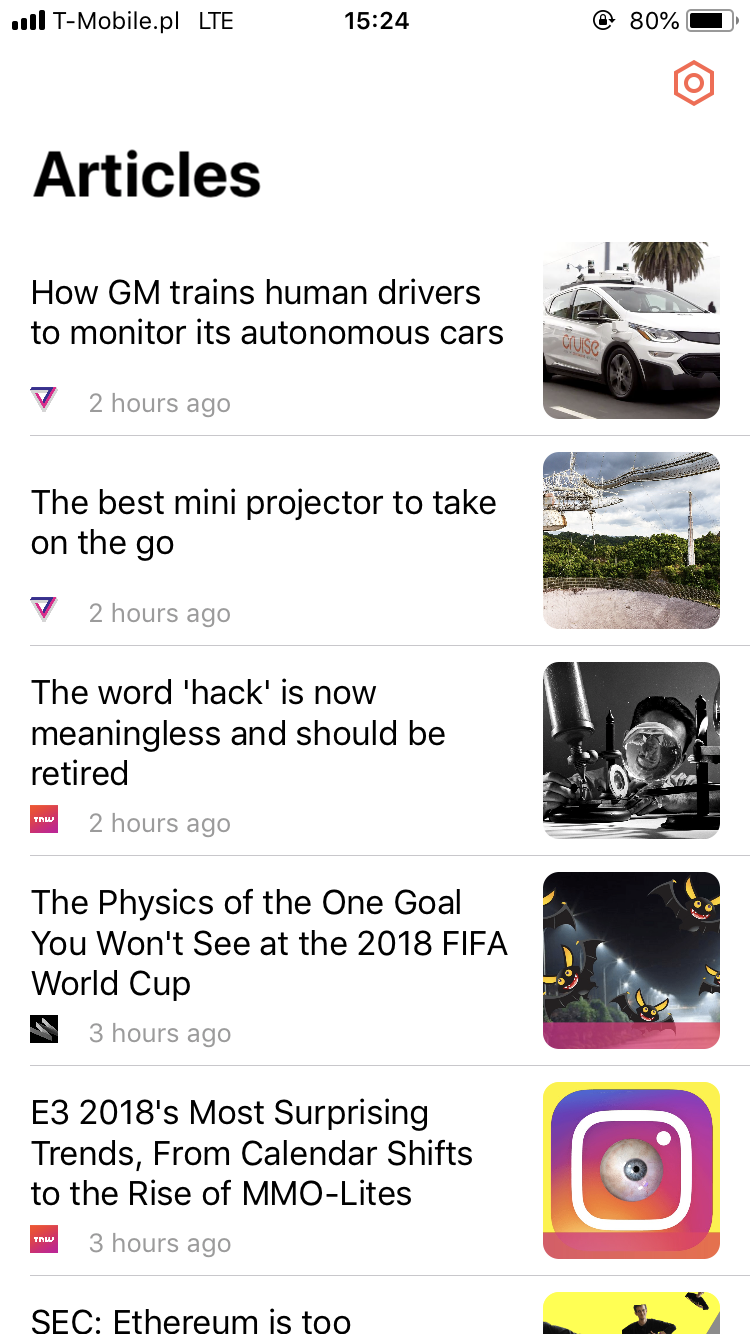 T-Mobile.pl LTE 15:24 80%
Articles
How GM trains human drivers
to monitor its autonomous cars
cruise
2 hours ago
The best mini projector to take
on the go
2 hours ago
The word 'hack' is now
meaningless and should be
retired
TNW 2 hours ago
The Physics of the One Goal
You Won't See at the 2018 FIFA
World Cup
3 hours ago
E3 2018's Most Surprising
Trends, From Calendar Shifts
to the Rise of MMO-Lites
TNW 3 hours ago
SEC: Ethereum is too